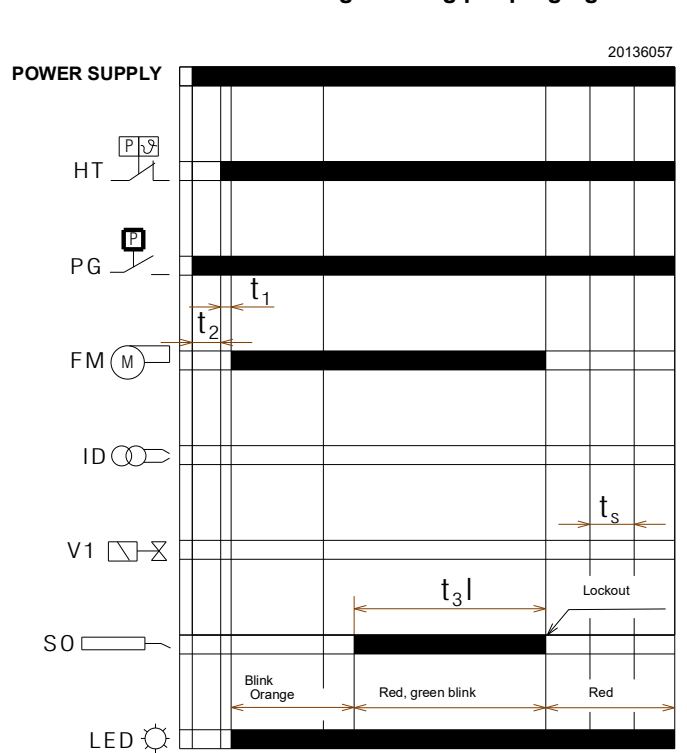 20136057
POWER SUPPLY
P ϑ
HT
P
PG
t1
t2
FM M
ID
ts
V1
t3l
Lockout
SO
Blink
Orange
Red, green blink
Red
LED